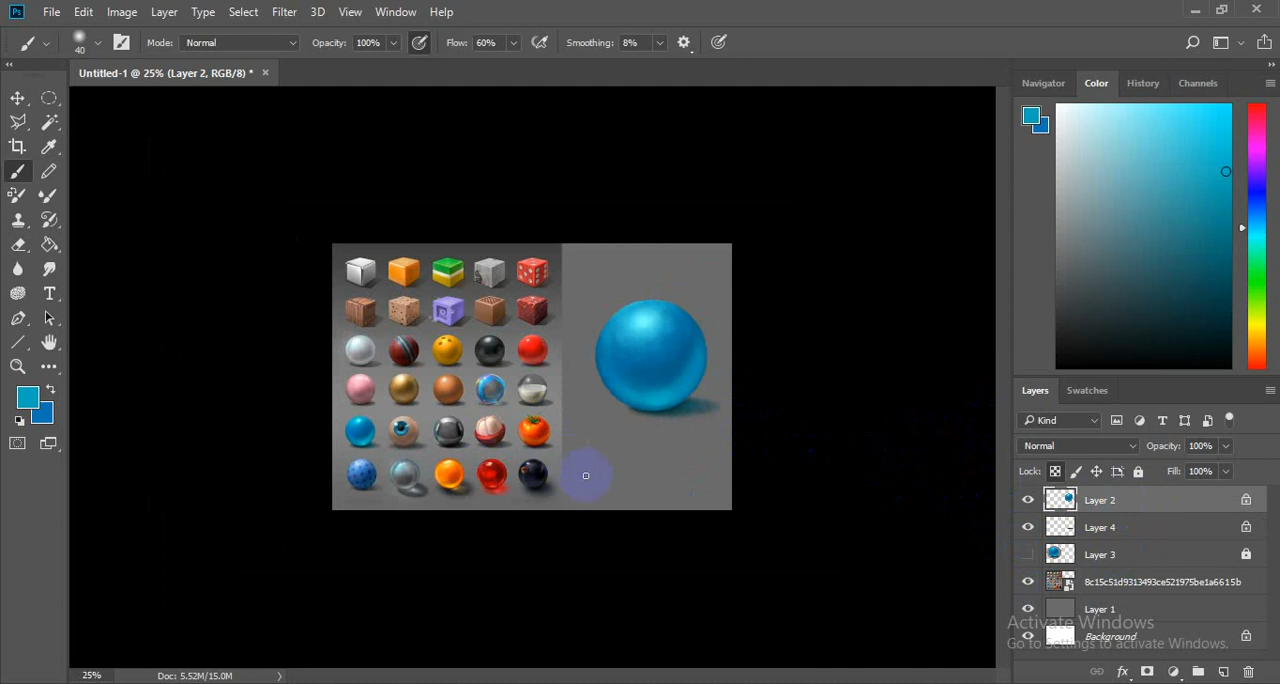 Ps File Edit Image Layer Type Select Filter 3D View Window Help
40 Mode: Normal Opacity: 100% Flow: 60% Smoothing: 8%
Untitled-1 @ 25% (Layer 2, RGB/8) * ×
Navigator Color History Channels
Layers Swatches
Kind
Normal Opacity: 100%
Lock: Fill: 100%
Layer 2
Layer 4
Layer 3
8c15c51d9313493ce521975be1a6615b
Layer 1
Background
Activate Windows
Go to Settings to activate Windows.
25% Doc: 5.52M/15.0M